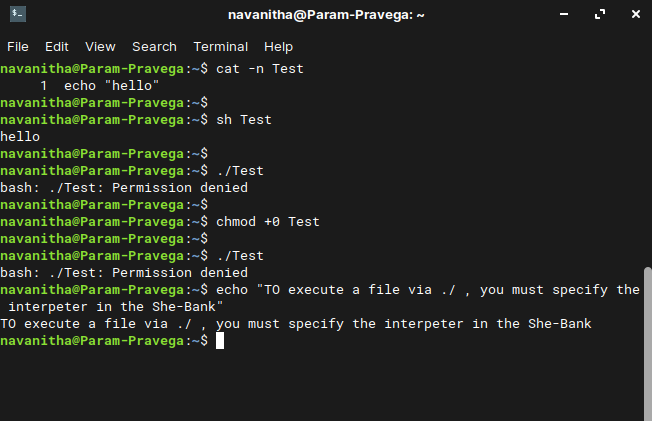 navanitha@Param-Pravega: ~
File Edit View Search Terminal Help
navanitha@Param-Pravega:~$ cat -n Test
     1  echo "hello"
navanitha@Param-Pravega:~$
navanitha@Param-Pravega:~$ sh Test
hello
navanitha@Param-Pravega:~$
navanitha@Param-Pravega:~$ ./Test
bash: ./Test: Permission denied
navanitha@Param-Pravega:~$
navanitha@Param-Pravega:~$ chmod +0 Test
navanitha@Param-Pravega:~$
navanitha@Param-Pravega:~$ ./Test
bash: ./Test: Permission denied
navanitha@Param-Pravega:~$ echo "TO execute a file via ./ , you must specify the
 interpeter in the She-Bank"
TO execute a file via ./ , you must specify the interpeter in the She-Bank
navanitha@Param-Pravega:~$